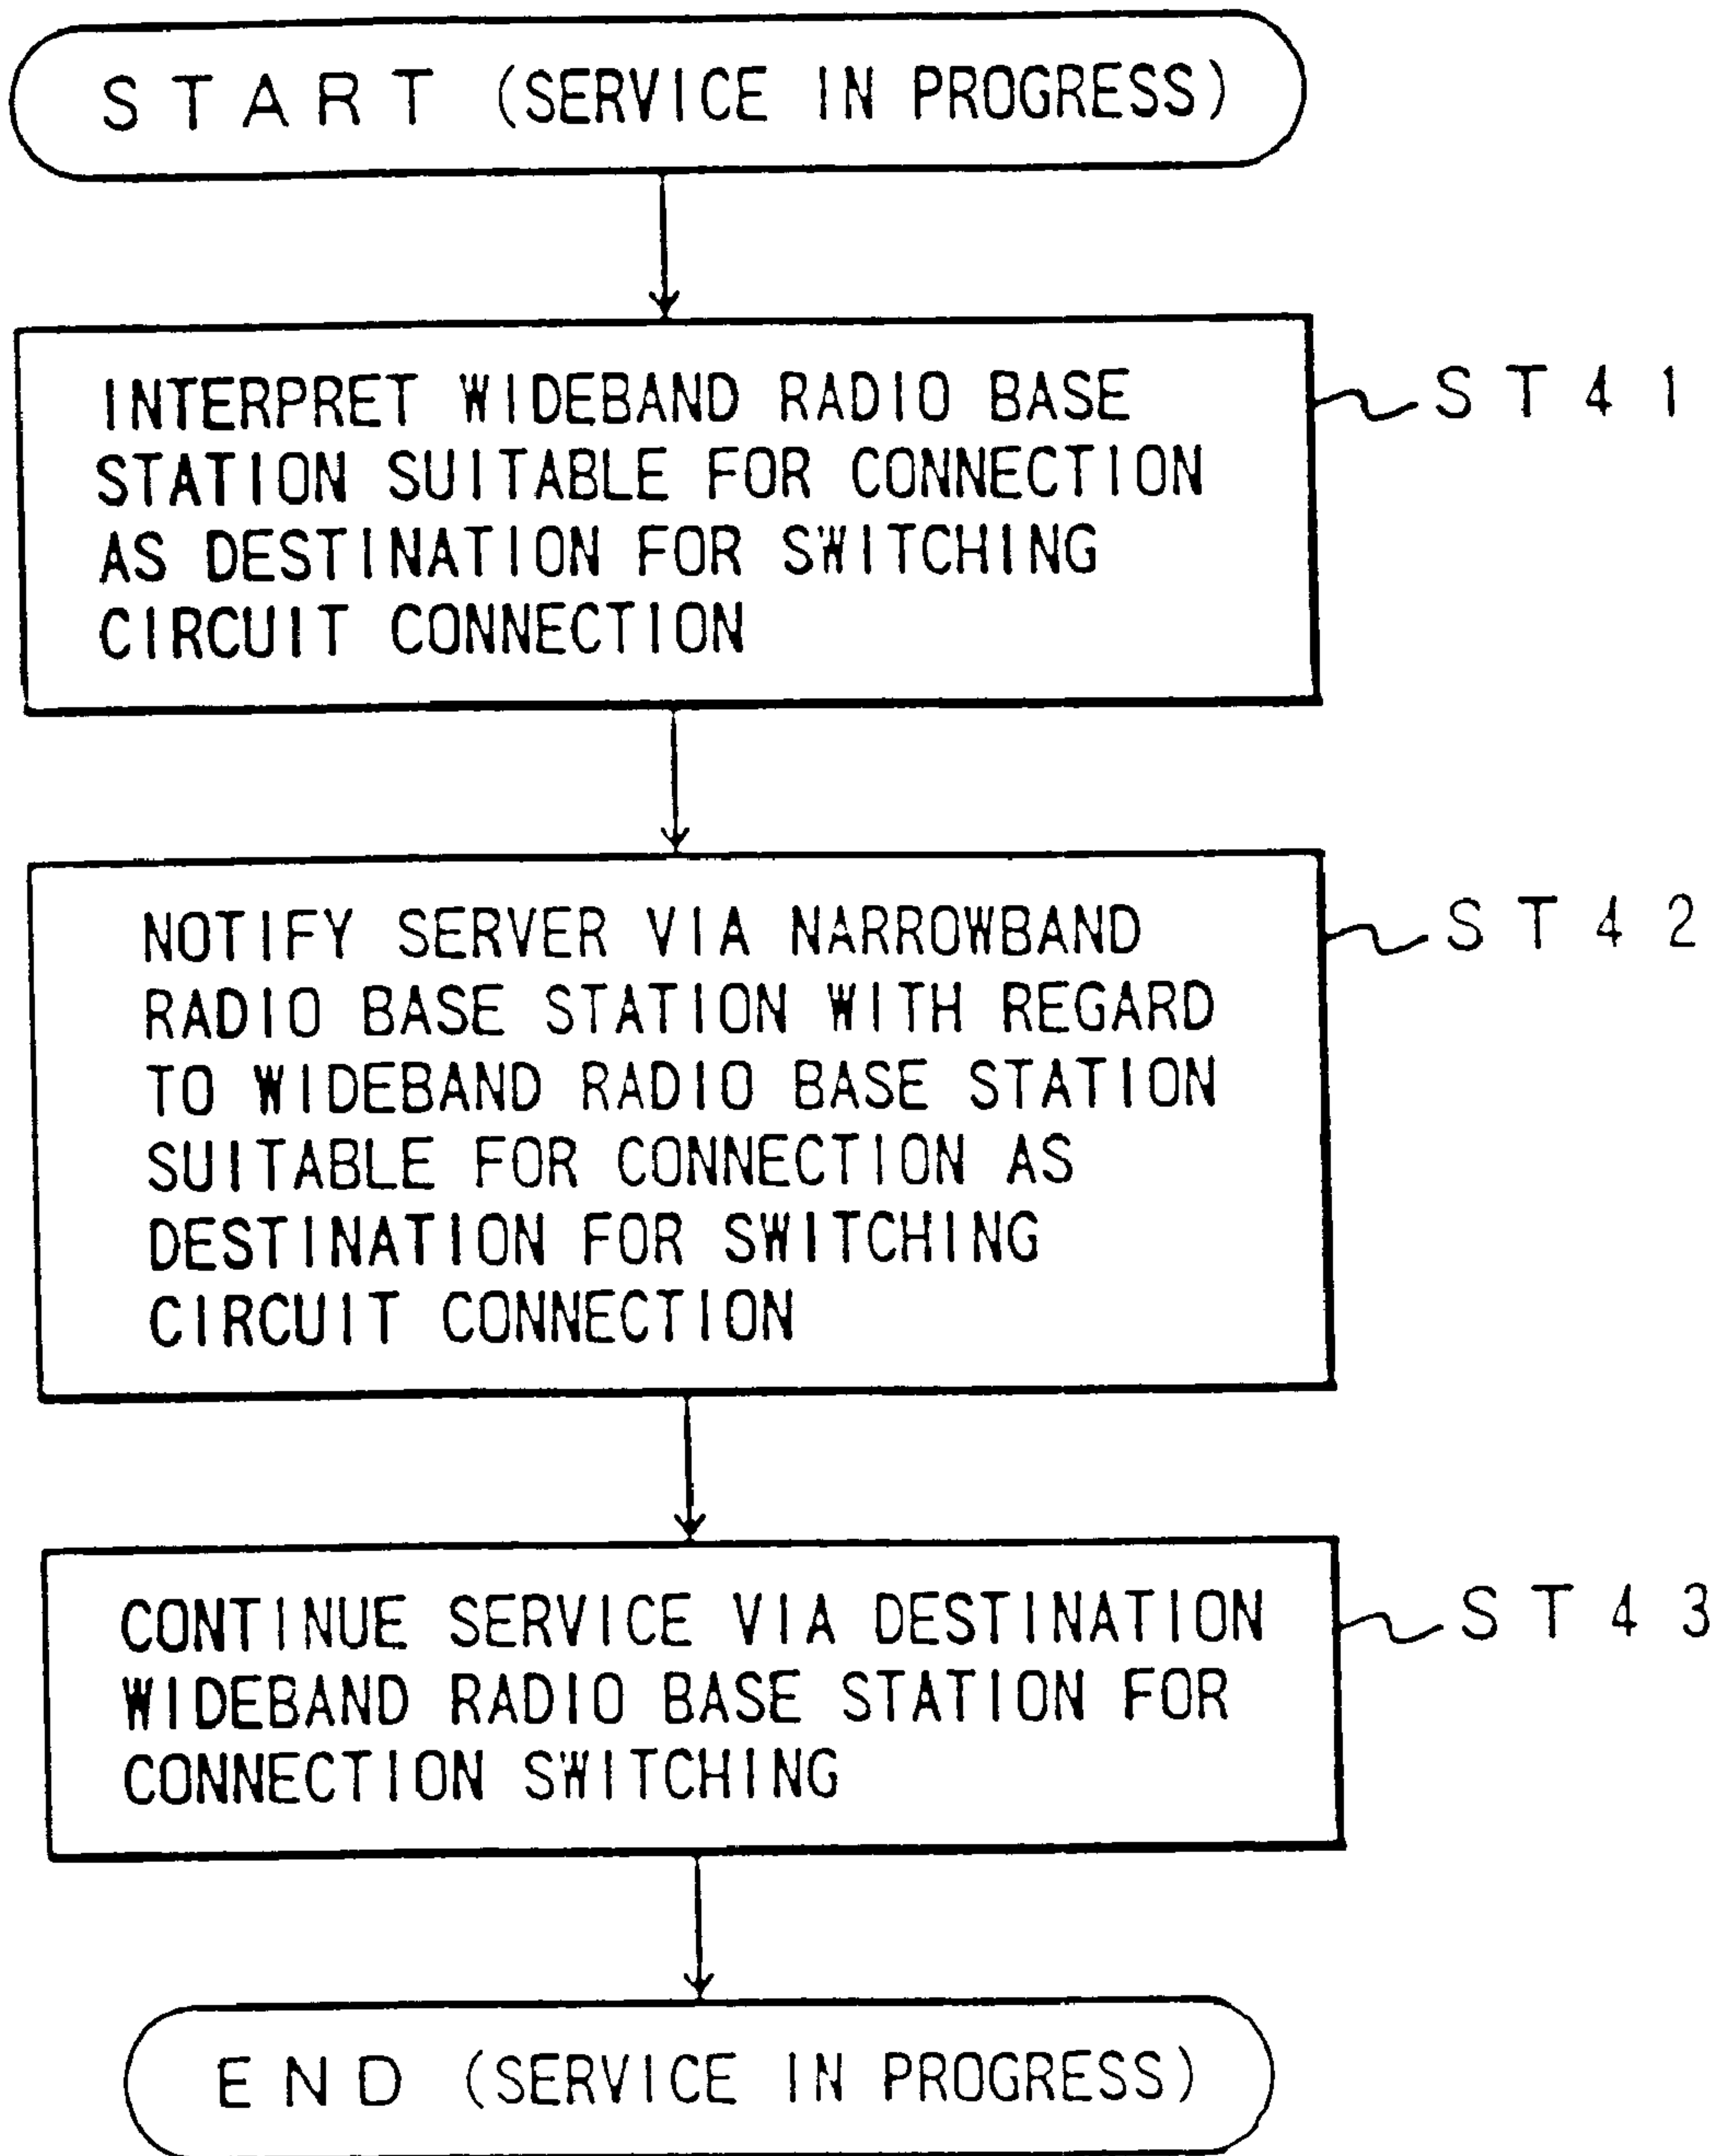 START (SERVICE IN PROGRESS)
INTERPRET WIDEBAND RADIO BASE
STATION SUITABLE FOR CONNECTION
AS DESTINATION FOR SWITCHING
CIRCUIT CONNECTION
ST41
NOTIFY SERVER VIA NARROWBAND
RADIO BASE STATION WITH REGARD
TO WIDEBAND RADIO BASE STATION
SUITABLE FOR CONNECTION AS
DESTINATION FOR SWITCHING
CIRCUIT CONNECTION
ST42
CONTINUE SERVICE VIA DESTINATION
WIDEBAND RADIO BASE STATION FOR
CONNECTION SWITCHING
ST43
END (SERVICE IN PROGRESS)